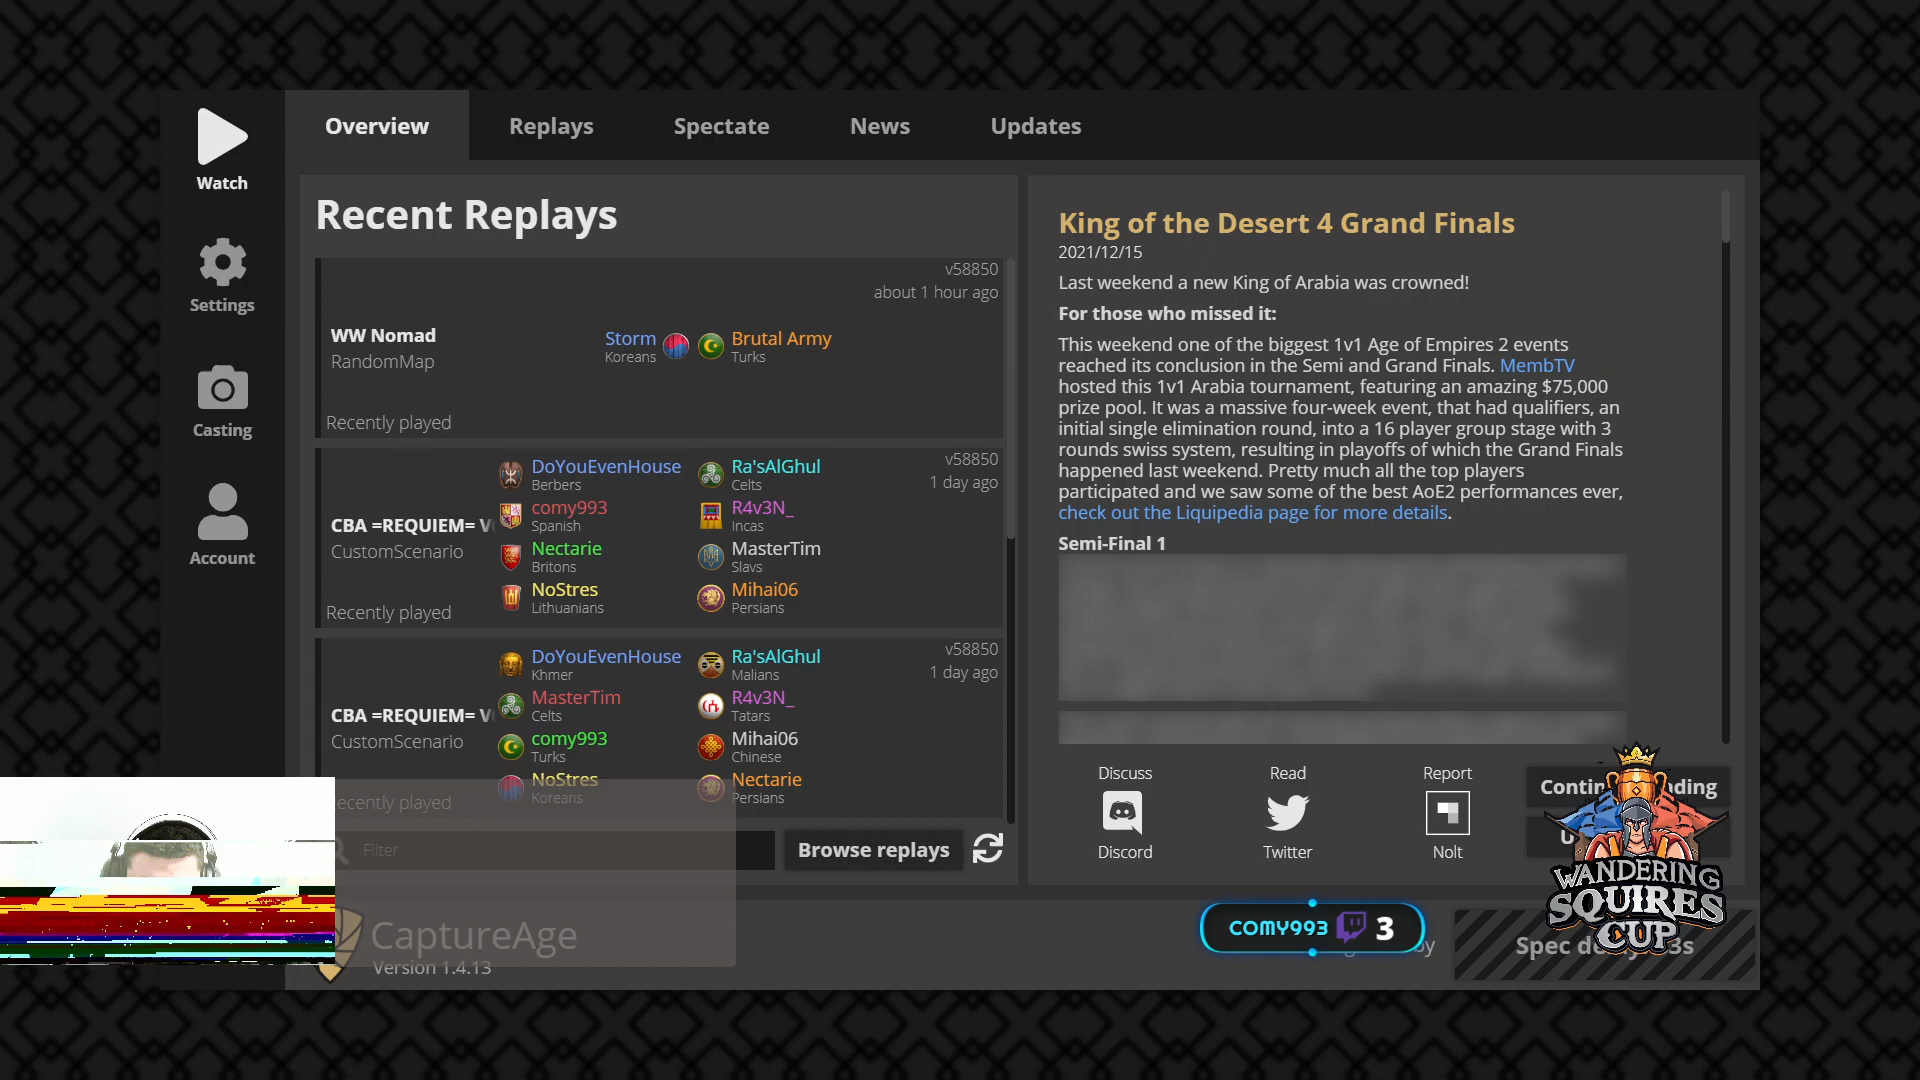 Overview
Replays
Spectate
News
Updates
Watch
Settings
Casting
Account
Recent Replays
v58850
about 1 hour ago
WW Nomad
RandomMap
Storm
Koreans
Brutal Army
Turks
Recently played
v58850
1 day ago
CBA =REQUIEM=
CustomScenario
DoYouEvenHouse
Berbers
comy993
Spanish
Nectarie
Britons
NoStres
Lithuanians
Ra'sAlGhul
Celts
R4v3N_
Incas
MasterTim
Slavs
Mihai06
Persians
Recently played
v58850
1 day ago
CBA =REQUIEM=
CustomScenario
DoYouEvenHouse
Khmer
MasterTim
Celts
comy993
Turks
NoStres
Koreans
Ra'sAlGhul
Malians
R4v3N_
Tatars
Mihai06
Chinese
Nectarie
Persians
played
Filter
Browse replays
CaptureAge
Version 1.4.13
King of the Desert 4 Grand Finals
2021/12/15
Last weekend a new King of Arabia was crowned!
For those who missed it:
This weekend one of the biggest 1v1 Age of Empires 2 events
reached its conclusion in the Semi and Grand Finals. MembTV
hosted this 1v1 Arabia tournament, featuring an amazing $75,000
prize pool. It was a massive four-week event, that had qualifiers, an
initial single elimination round, into a 16 player group stage with 3
rounds swiss system, resulting in playoffs of which the Grand Finals
happened last weekend. Pretty much all the top players
participated and we saw some of the best AoE2 performances ever,
check out the Liquipedia page for more details.
Semi-Final 1
Discuss
Discord
Read
Twitter
Report
Nolt
WANDERING
SQUIRES
CUP
COMY993 3
Spec